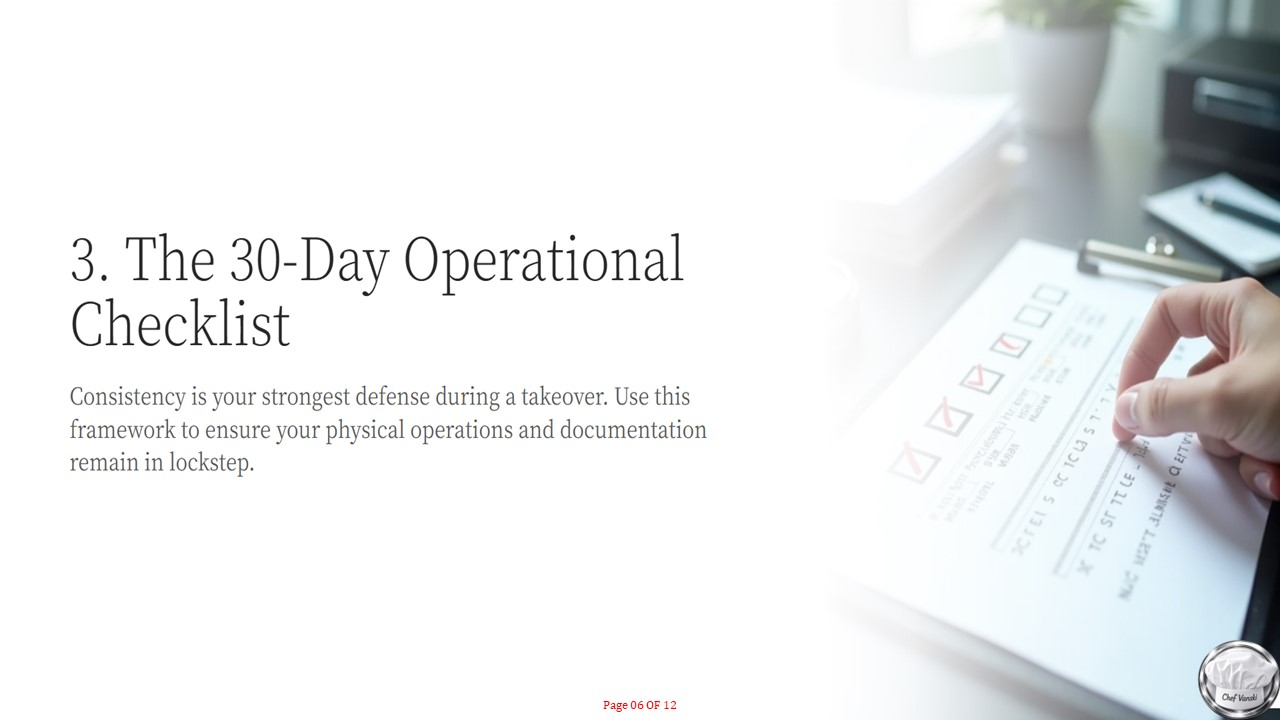 3. The 30-Day Operational
Checklist
Consistency is your strongest defense during a takeover. Use this
framework to ensure your physical operations and documentation
remain in lockstep.
Page 06 OF 12
Chef Vanski